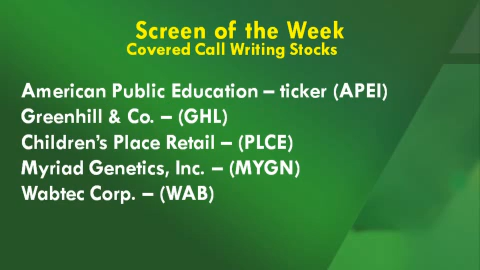 Screen of the Week
Covered Call Writing Stocks
American Public Education – ticker (APEI)
Greenhill & Co. – (GHL)
Children's Place Retail – (PLCE)
Myriad Genetics, Inc. – (MYGN)
Wabtec Corp. – (WAB)